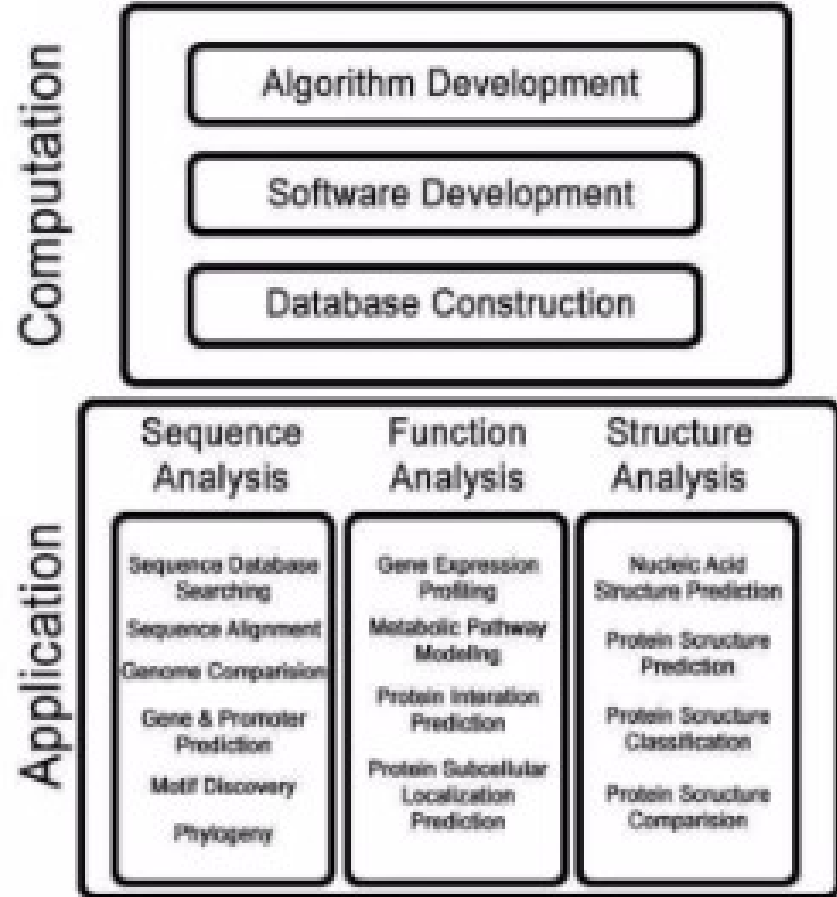 Computation
Algorithm Development
Software Development
Database Construction
Application
Sequence
Analysis
Sequence Database
Searching
Sequence Alignment
Genome Comparision
Gene & Promoter
Prediction
Motif Discovery
Phylogeny
Function
Analysis
Gene Expression
Profiling
Metabolic Pathway
Modeling
Protein Interation
Prediction
Protein Subcellular
Localization
Prediction
Structure
Analysis
Nucleic Acid
Structure Prediction
Protein Scructure
Prediction
Protein Scructure
Classification
Protein Scructure
Comparision